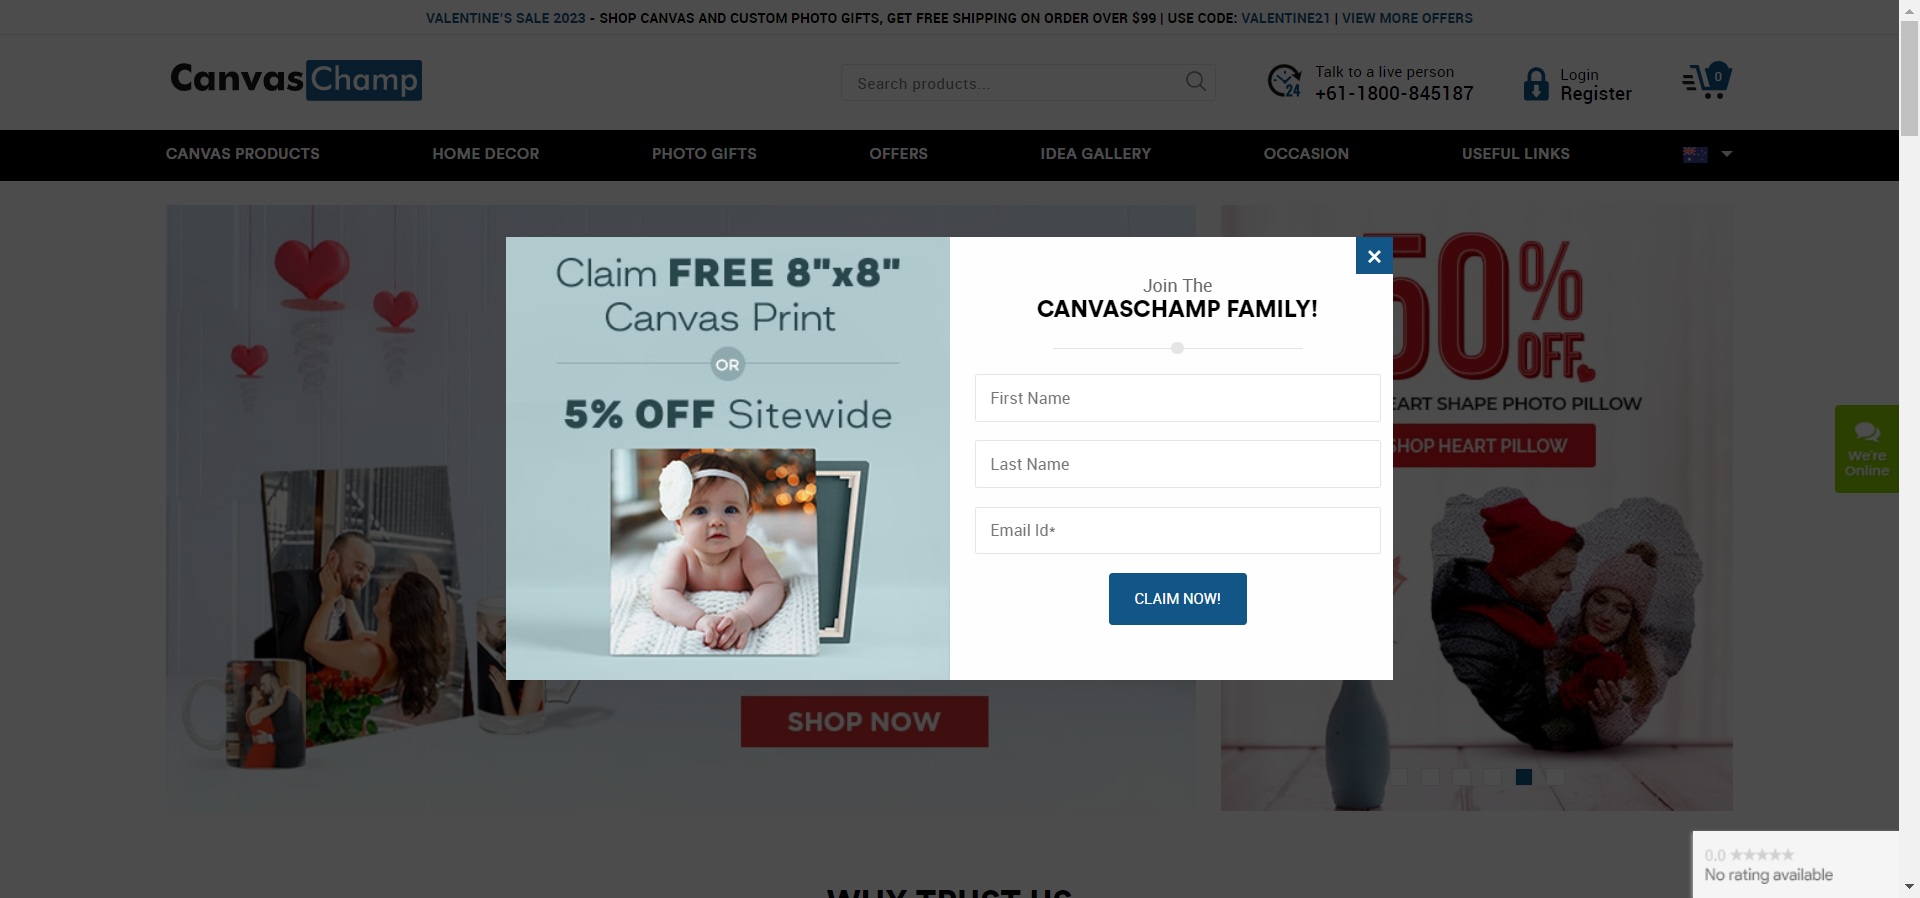 VALENTINE'S SALE 2023 - SHOP CANVAS AND CUSTOM PHOTO GIFTS, GET FREE SHIPPING ON ORDER OVER $99 | USE CODE: VALENTINE21 | VIEW MORE OFFERS
CanvasChamp
Search products...
24
Talk to a live person
+61-1800-845187
Login
Register
0
CANVAS PRODUCTS
HOME DECOR
PHOTO GIFTS
OFFERS
IDEA GALLERY
OCCASION
USEFUL LINKS
Claim FREE 8"x8"
Canvas Print
OR
5% OFF Sitewide
Join The
CANVASCHAMP FAMILY!
First Name
Last Name
Email Id*
CLAIM NOW!
50%
OFF
EART SHAPE PHOTO PILLOW
SHOP HEART PILLOW
We're
Online
SHOP NOW
0.0
No rating available
WHY TRUST US